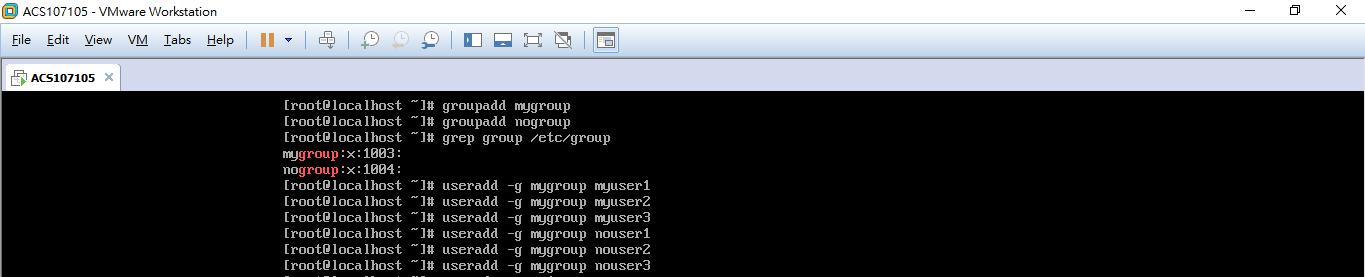 ACS107105 - VMware Workstation
File Edit View VM Tabs Help
ACS107105
[root@localhost ~]# groupadd mygroup
[root@localhost ~]# groupadd nogroup
[root@localhost ~]# grep group /etc/group
mygroup:x:1003:
nogroup:x:1004:
[root@localhost ~]# useradd -g mygroup myuser1
[root@localhost ~]# useradd -g mygroup myuser2
[root@localhost ~]# useradd -g mygroup myuser3
[root@localhost ~]# useradd -g mygroup nouser1
[root@localhost ~]# useradd -g mygroup nouser2
[root@localhost ~]# useradd -g mygroup nouser3